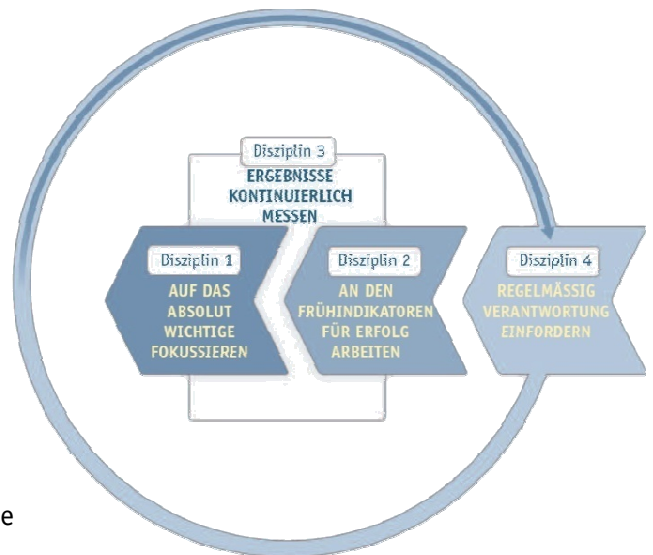 Disziplin 3
ERGEBNISSE
KONTINUIERLICH
MESSEN
Disziplin 1
AUF DAS
ABSOLUT
WICHTIGE
FOKUSSIEREN
Disziplin 2
AN DEN
FRÜHINDIKATOREN
FÜR ERFOLG
ARBEITEN
Disziplin 4
REGELMÄSSIG
VERANTWORTUNG
EINFORDERN
e